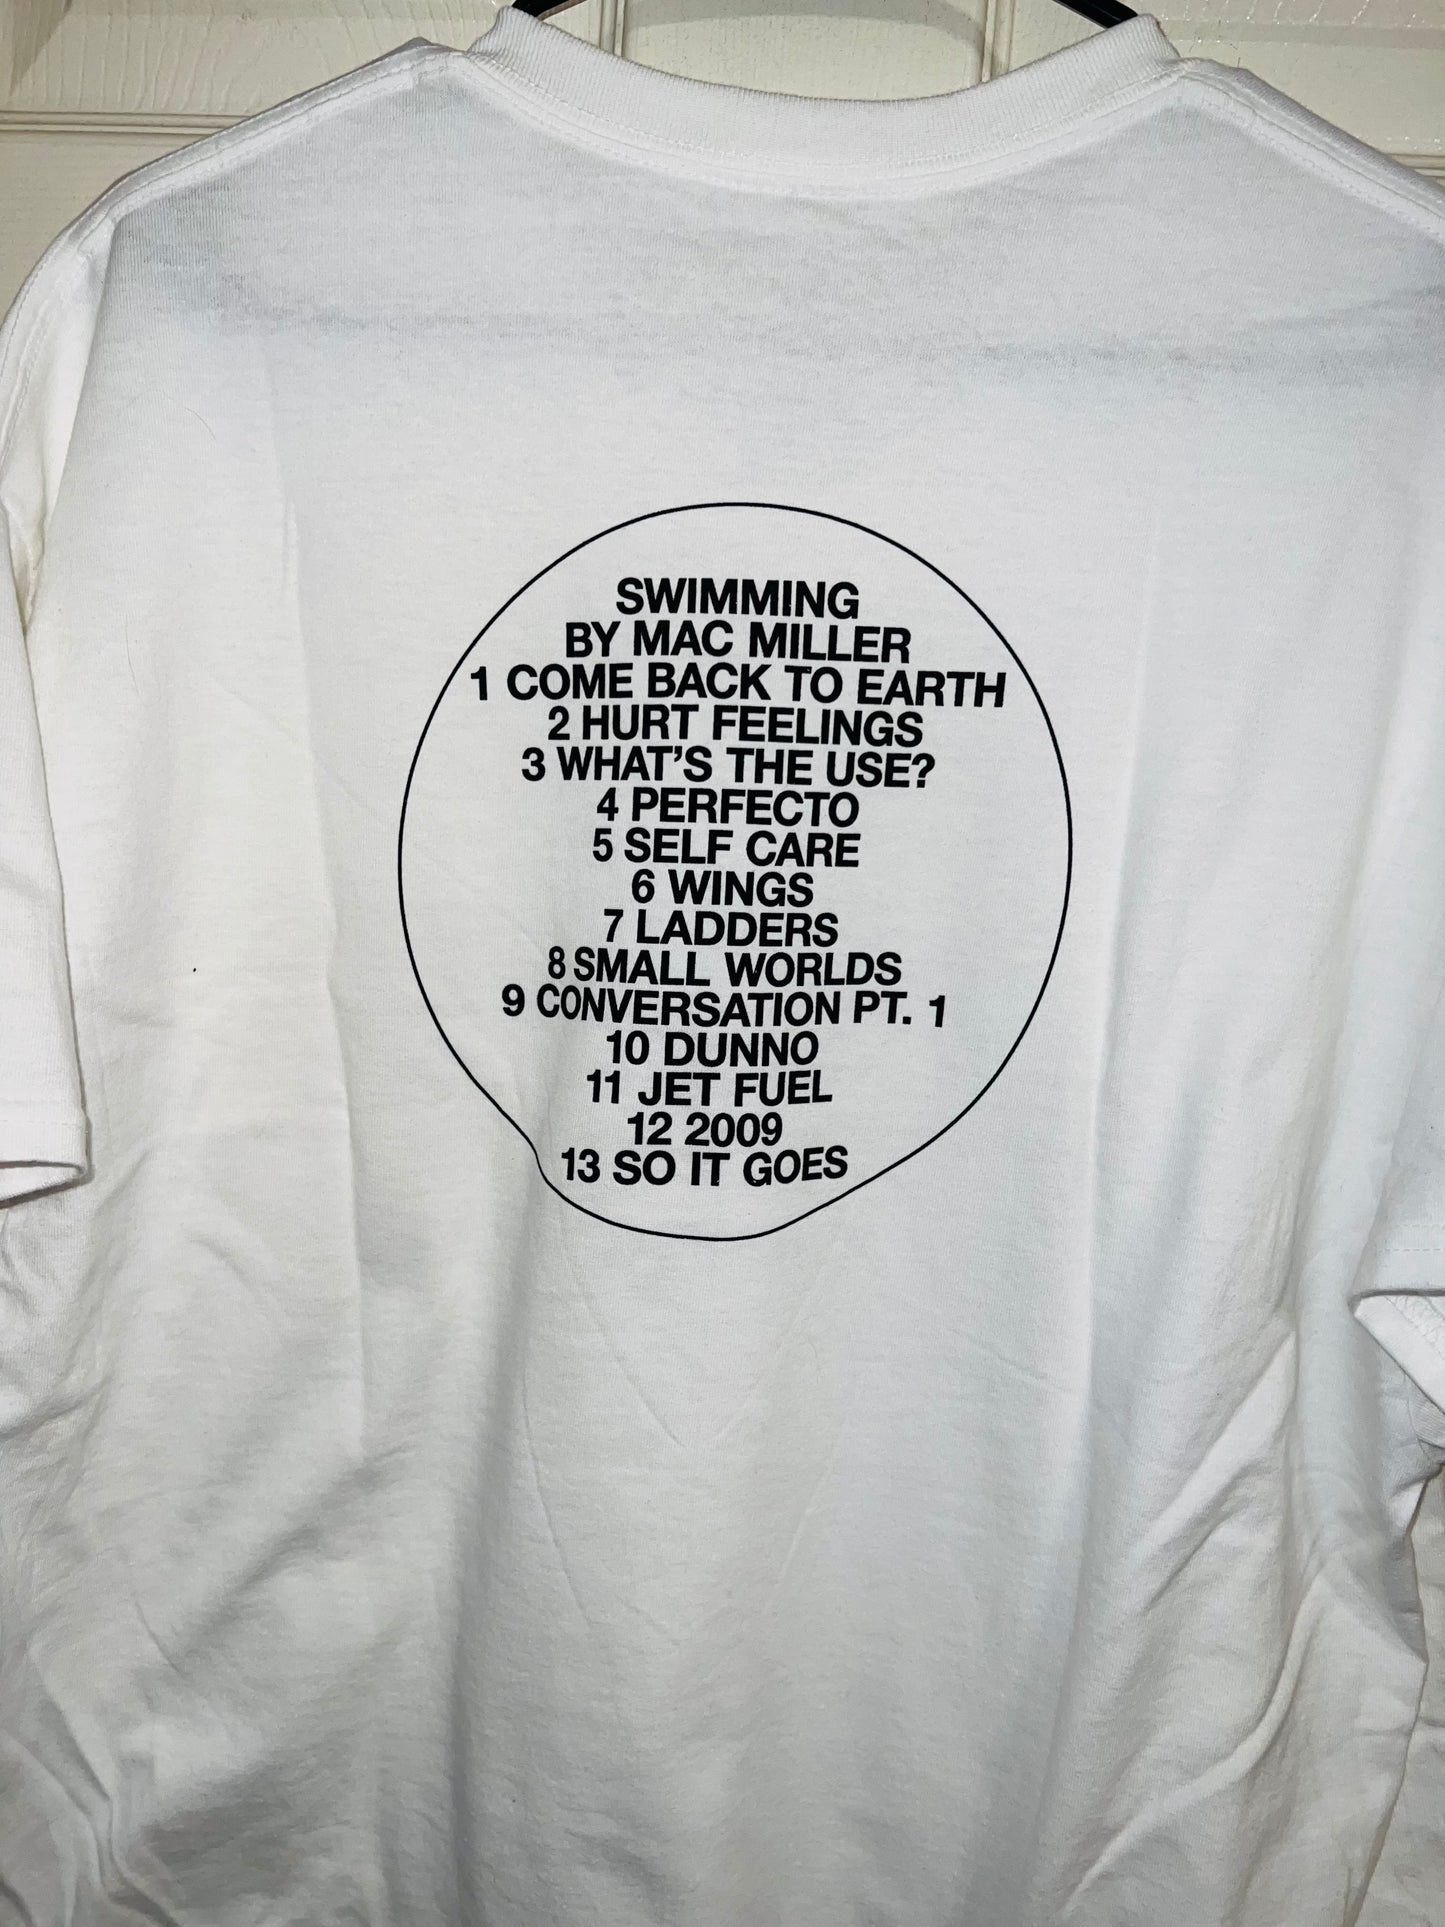 SWIMMING
BY MAC MILLER
1 COME BACK TO EARTH
2 HURT FEELINGS
3 WHAT'S THE USE?
4 PERFECTO
5 SELF CARE
6 WINGS
7 LADDERS
8 SMALL WORLDS
9 CONVERSATION PT. 1
10 DUNNO
11 JET FUEL
12 2009
13 SO IT GOES